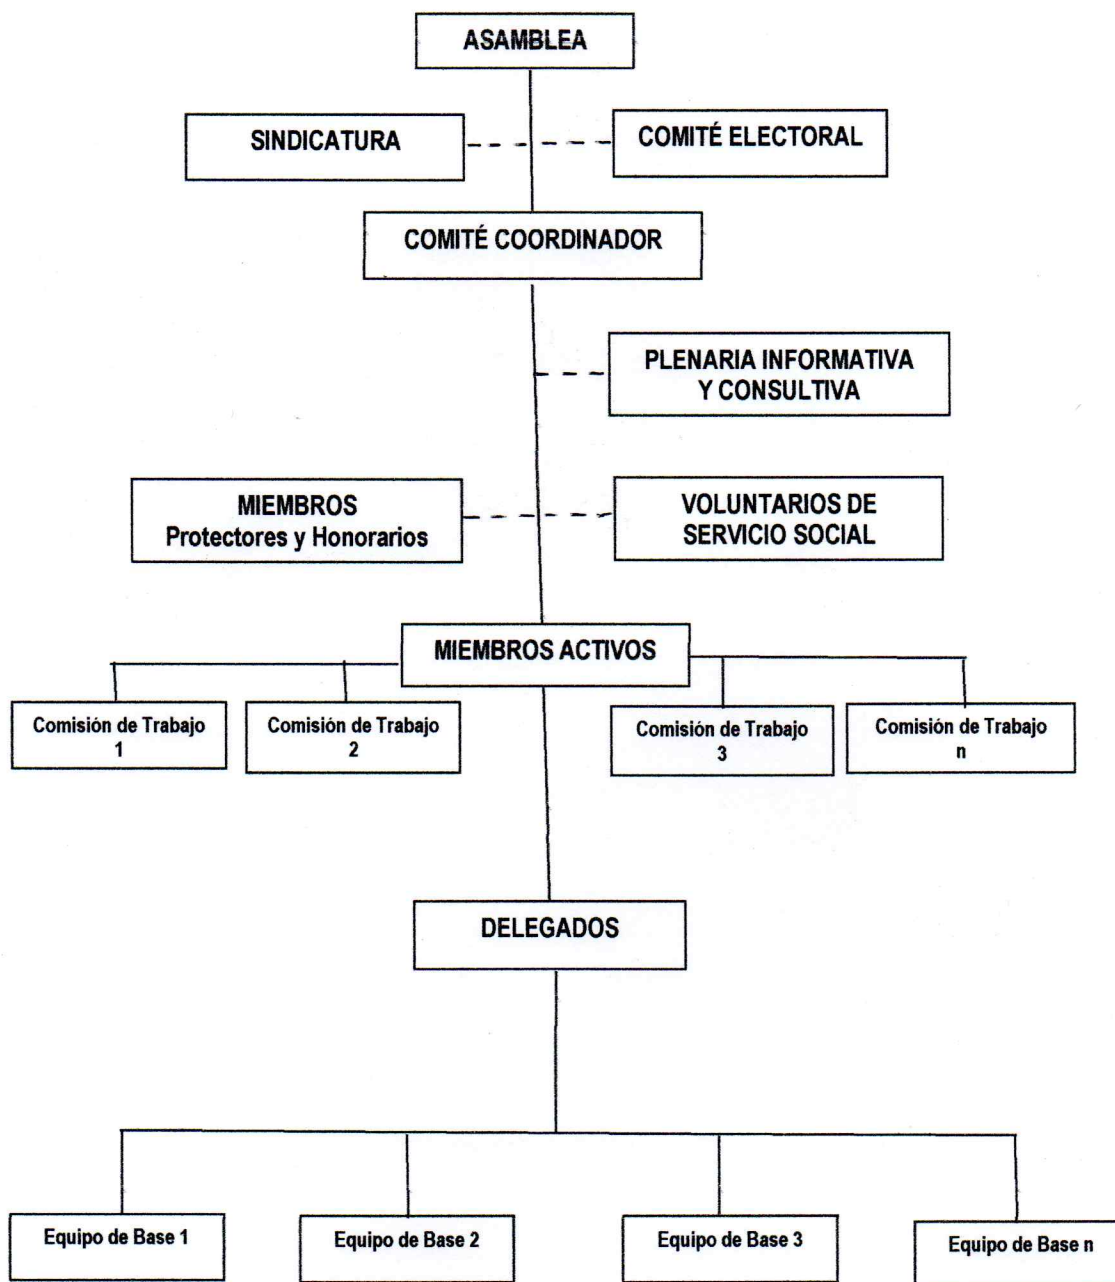 ASAMBLEA
SINDICATURA
COMITÉ ELECTORAL
COMITÉ COORDINADOR
PLENARIA INFORMATIVA
Y CONSULTIVA
MIEMBROS
Protectores y Honorarios
VOLUNTARIOS DE
SERVICIO SOCIAL
MIEMBROS ACTIVOS
Comisión de Trabajo
1
Comisión de Trabajo
2
Comisión de Trabajo
3
Comisión de Trabajo
n
DELEGADOS
Equipo de Base 1
Equipo de Base 2
Equipo de Base 3
Equipo de Base n